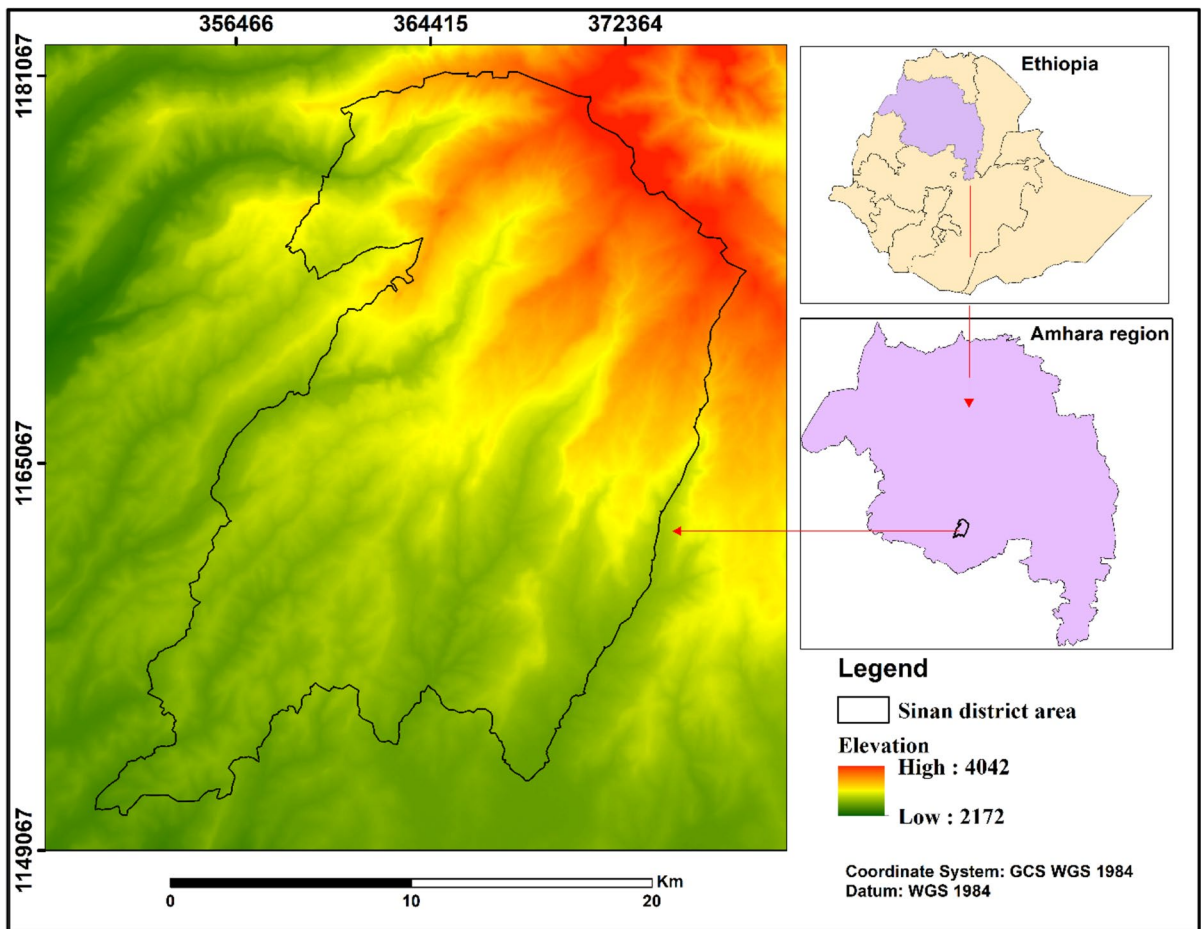 356466 364415 372364
1181067
1165067
1149067
Km
0 10 20
Ethiopia
Amhara region
Legend
Sinan district area
Elevation
High : 4042
Low : 2172
Coordinate System: GCS WGS 1984
Datum: WGS 1984